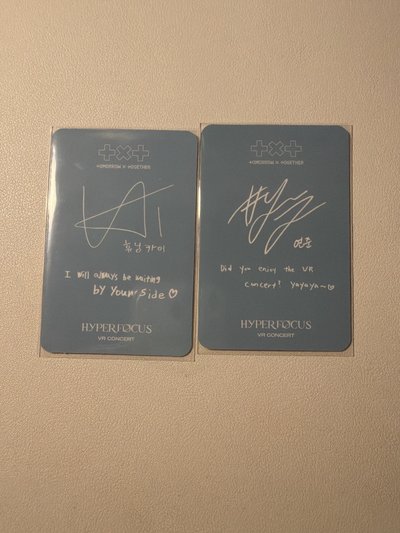 +x+
TOMORROW X TOGETHER
휴닝카이
I will always be waiting
by Your Side ♡
HYPERFOCUS
VR CONCERT
+x+
TOMORROW X TOGETHER
연준
Did you enjoy the VR
concert! yayaya~♡
HYPERFOCUS
VR CONCERT